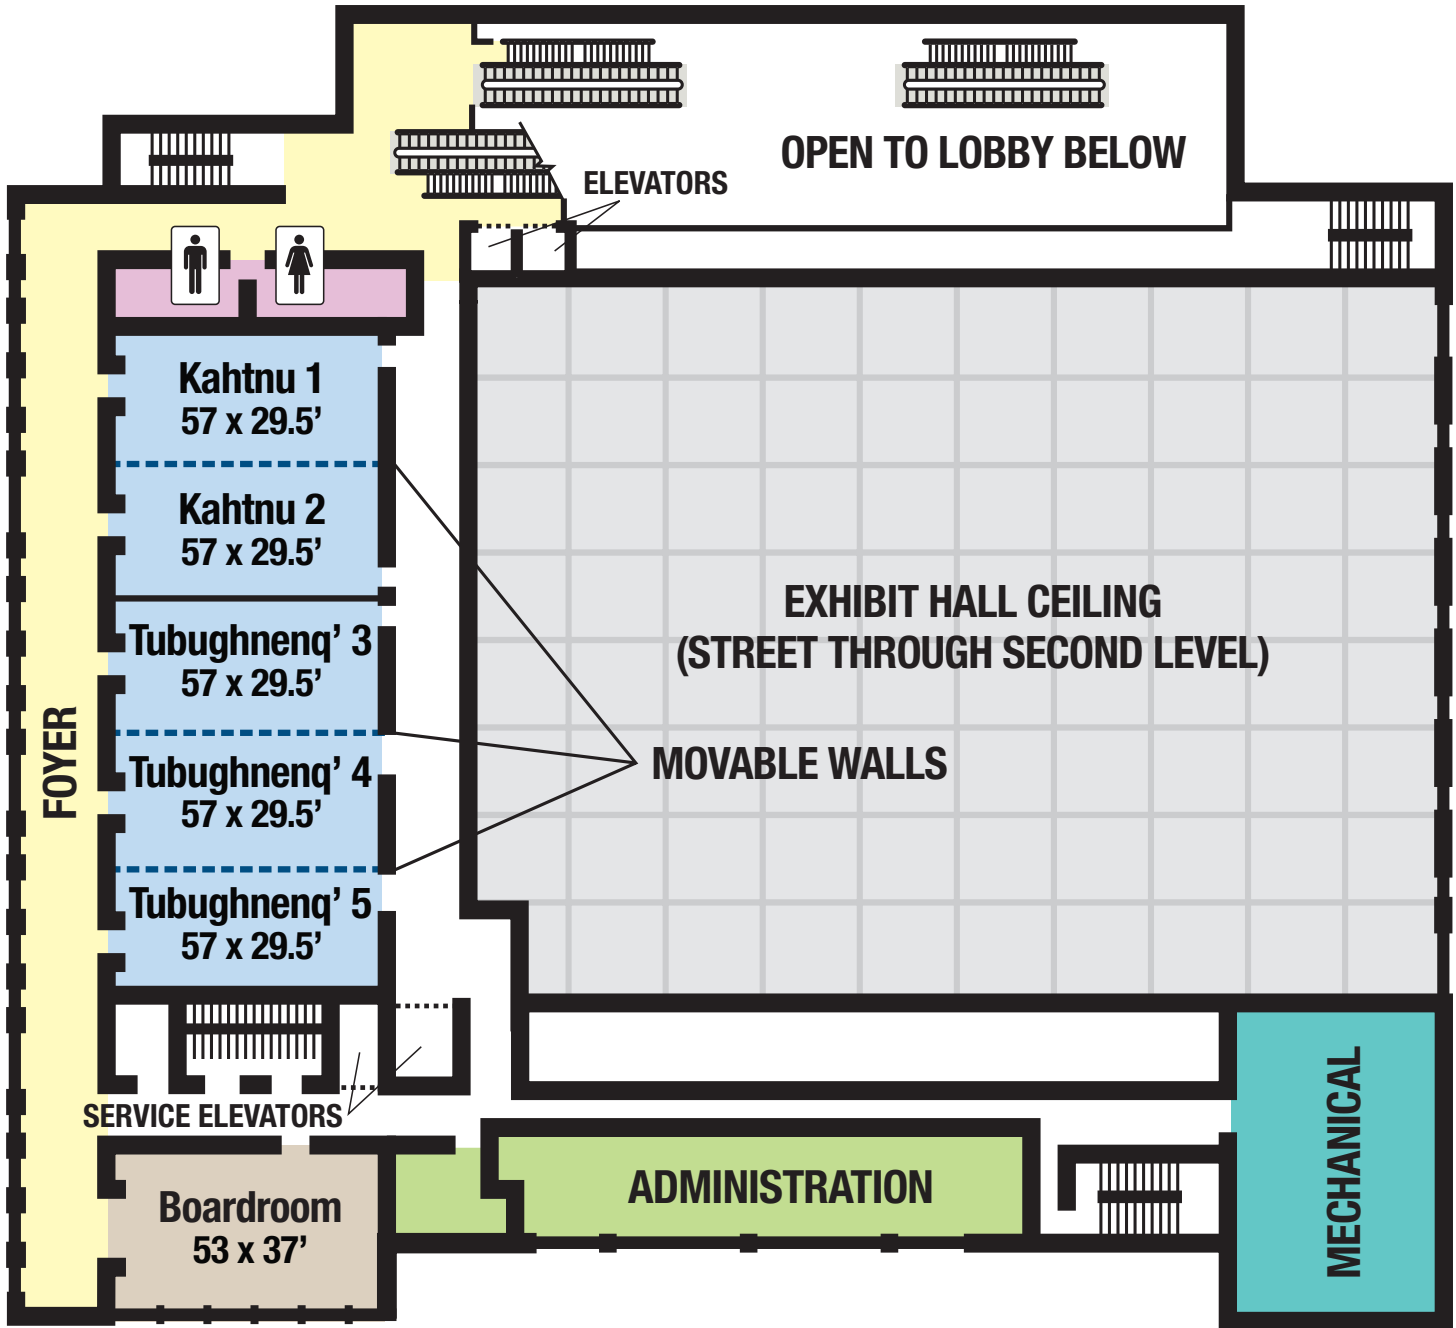 OPEN TO LOBBY BELOW
ELEVATORS
Kahtnu 1
57 x 29.5’
Kahtnu 2
57 x 29.5’
EXHIBIT HALL CEILING
(STREET THROUGH SECOND LEVEL)
Tubughnenq’ 3
57 x 29.5’
FOYER
MOVABLE WALLS
Tubughnenq’ 4
57 x 29.5’
Tubughnenq’ 5
57 x 29.5’
SERVICE ELEVATORS
MECHANICAL
ADMINISTRATION
Boardroom
53 x 37’